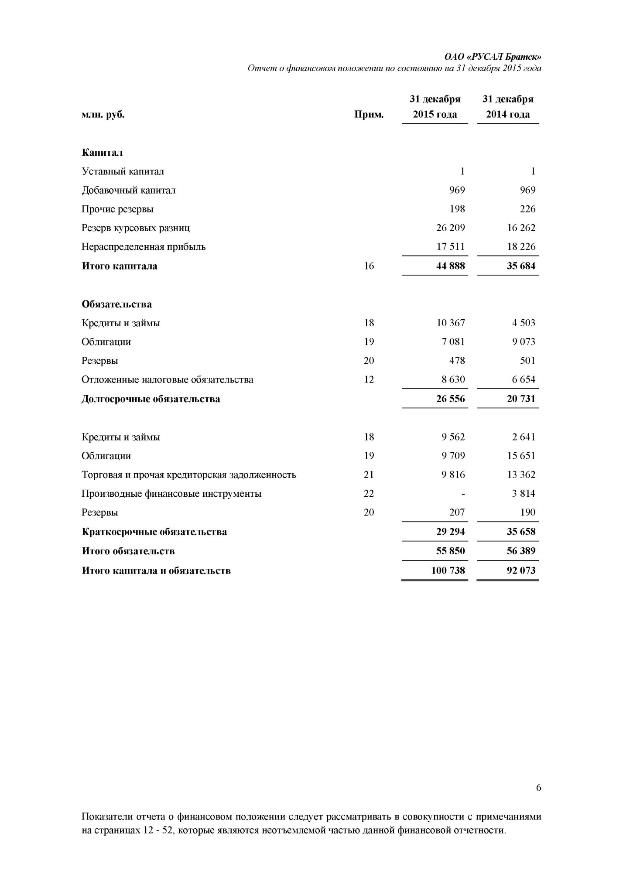 ОАО «РУСАЛ Братск»
Отчет о финансовом положении по состоянию на 31 декабря 2015 года
31 декабря 31 декабря
млн. руб. Прим. 2015 года 2014 года
Капитал
Уставный капитал 1 1
Добавочный капитал 969 969
Прочие резервы 198 226
Резерв курсовых разниц 26 209 16 262
Нераспределенная прибыль 17 511 18 226
Итого капитала 16 44 888 35 684
Обязательства
Кредиты и займы 18 10 367 4 503
Облигации 19 7 081 9 073
Резервы 20 478 501
Отложенные налоговые обязательства 12 8 630 6 654
Долгосрочные обязательства 26 556 20 731
Кредиты и займы 18 9 562 2 641
Облигации 19 9 709 15 651
Торговая и прочая кредиторская задолженность 21 9 816 13 362
Производные финансовые инструменты 22 - 3 814
Резервы 20 207 190
Краткосрочные обязательства 29 294 35 658
Итого обязательств 55 850 56 389
Итого капитала и обязательств 100 738 92 073
6
Показатели отчета о финансовом положении следует рассматривать в совокупности с примечаниями
на страницах 12 - 52, которые являются неотъемлемой частью данной финансовой отчетности.